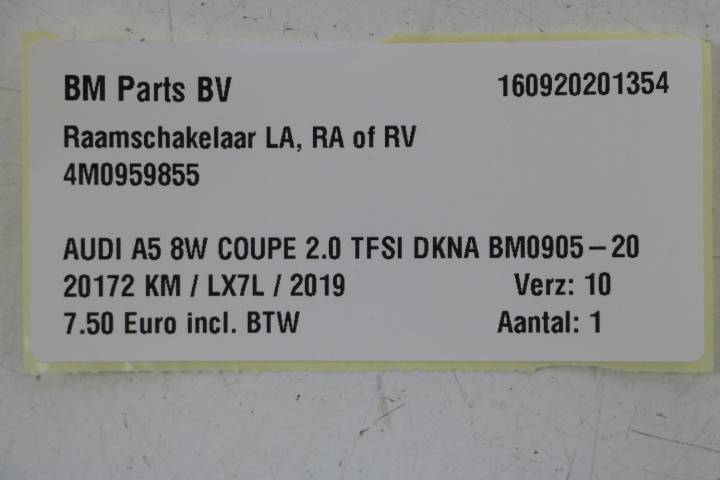 BM Parts BV 160920201354
Raamschakelaar LA, RA of RV
4M0959855
AUDI A5 8W COUPE 2.0 TFSI DKNA BM0905-20
20172 KM / LX7L / 2019 Verz: 10
7.50 Euro incl. BTW Aantal: 1